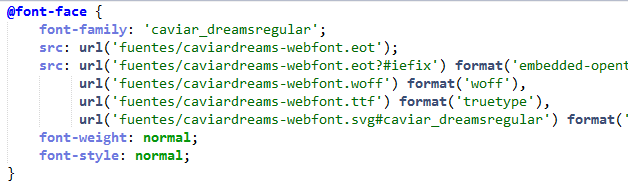 @font-face {
font-family: 'caviar_dreamsregular';
src: url('fuentes/caviardreams-webfont.eot');
src: url('fuentes/caviardreams-webfont.eot?#iefix') format('embedded-opent
url('fuentes/caviardreams-webfont.woff') format('woff'),
url('fuentes/caviardreams-webfont.ttf') format('truetype'),
url('fuentes/caviardreams-webfont.svg#caviar_dreamsregular') format('
font-weight: normal;
font-style: normal;
}